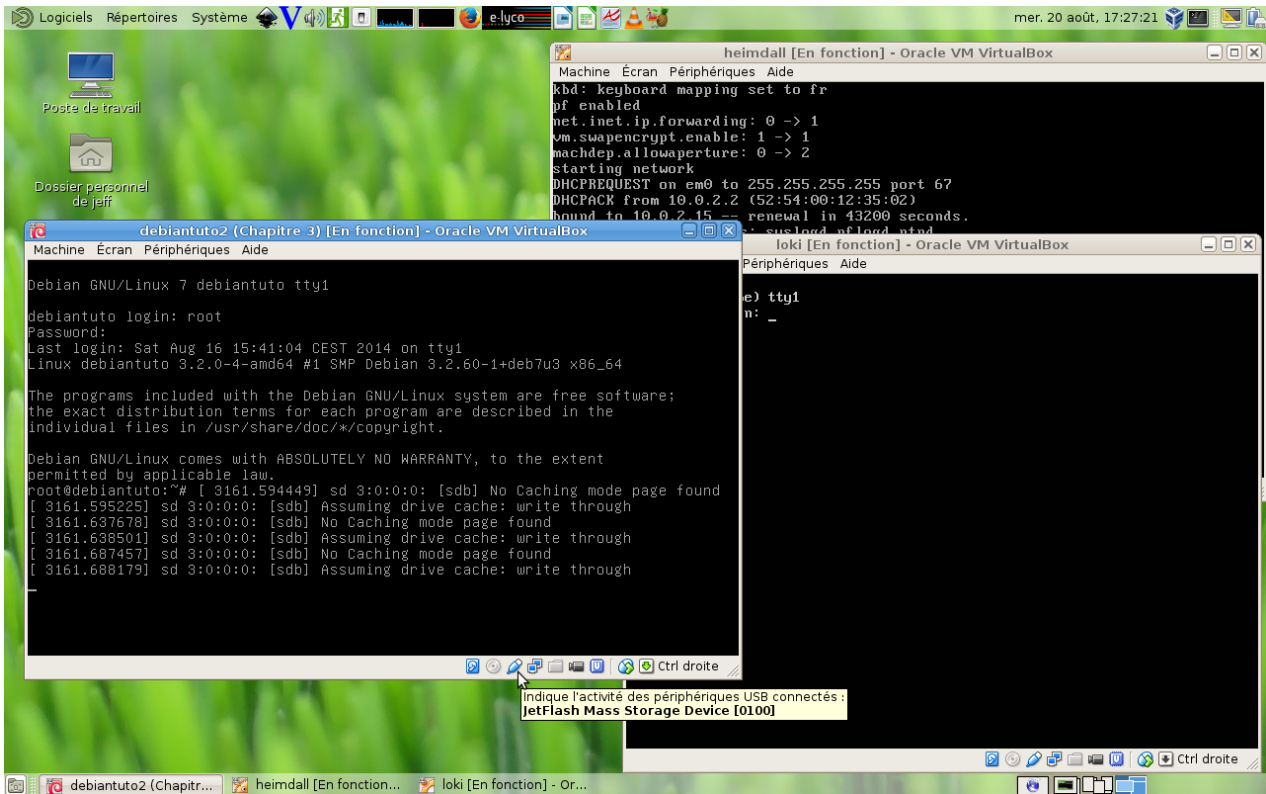 Logiciels Répertoires Système
e-lyco
mer. 20 août, 17:27:21
Poste de travail
Dossier personnel
de jeff
heimdall [En fonction] - Oracle VM VirtualBox
Machine Écran Périphériques Aide
kbd: keyboard mapping set to fr
pf enabled
net.inet.ip.forwarding: 0 -> 1
vm.swapencrypt.enable: 1 -> 1
machdep.allowaperture: 0 -> 2
starting network
DHCPREQUEST on em0 to 255.255.255.255 port 67
DHCPACK from 10.0.2.2 (52:54:00:12:35:02)
bound to 10.0.2.15 -- renewal in 43200 seconds.
syslogd pflogd ntpd
debiantuto2 (Chapitre 3) [En fonction] - Oracle VM VirtualBox
Machine Écran Périphériques Aide
Debian GNU/Linux 7 debiantuto tty1
debiantuto login: root
Password:
Last login: Sat Aug 16 15:41:04 CEST 2014 on tty1
Linux debiantuto 3.2.0-4-amd64 #1 SMP Debian 3.2.60-1+deb7u3 x86_64
The programs included with the Debian GNU/Linux system are free software;
the exact distribution terms for each program are described in the
individual files in /usr/share/doc/*/copyright.
Debian GNU/Linux comes with ABSOLUTELY NO WARRANTY, to the extent
permitted by applicable law.
root@debiantuto:~# [ 3161.594449] sd 3:0:0:0: [sdb] No Caching mode page found
[ 3161.595225] sd 3:0:0:0: [sdb] Assuming drive cache: write through
[ 3161.637678] sd 3:0:0:0: [sdb] No Caching mode page found
[ 3161.638501] sd 3:0:0:0: [sdb] Assuming drive cache: write through
[ 3161.687457] sd 3:0:0:0: [sdb] No Caching mode page found
[ 3161.688179] sd 3:0:0:0: [sdb] Assuming drive cache: write through
Ctrl droite
loki [En fonction] - Oracle VM VirtualBox
Périphériques Aide
e) tty1
n: _
Indique l'activité des périphériques USB connectés :
JetFlash Mass Storage Device [0100]
Ctrl droite
debiantuto2 (Chapitr...
heimdall [En fonction...
loki [En fonction] - Or...